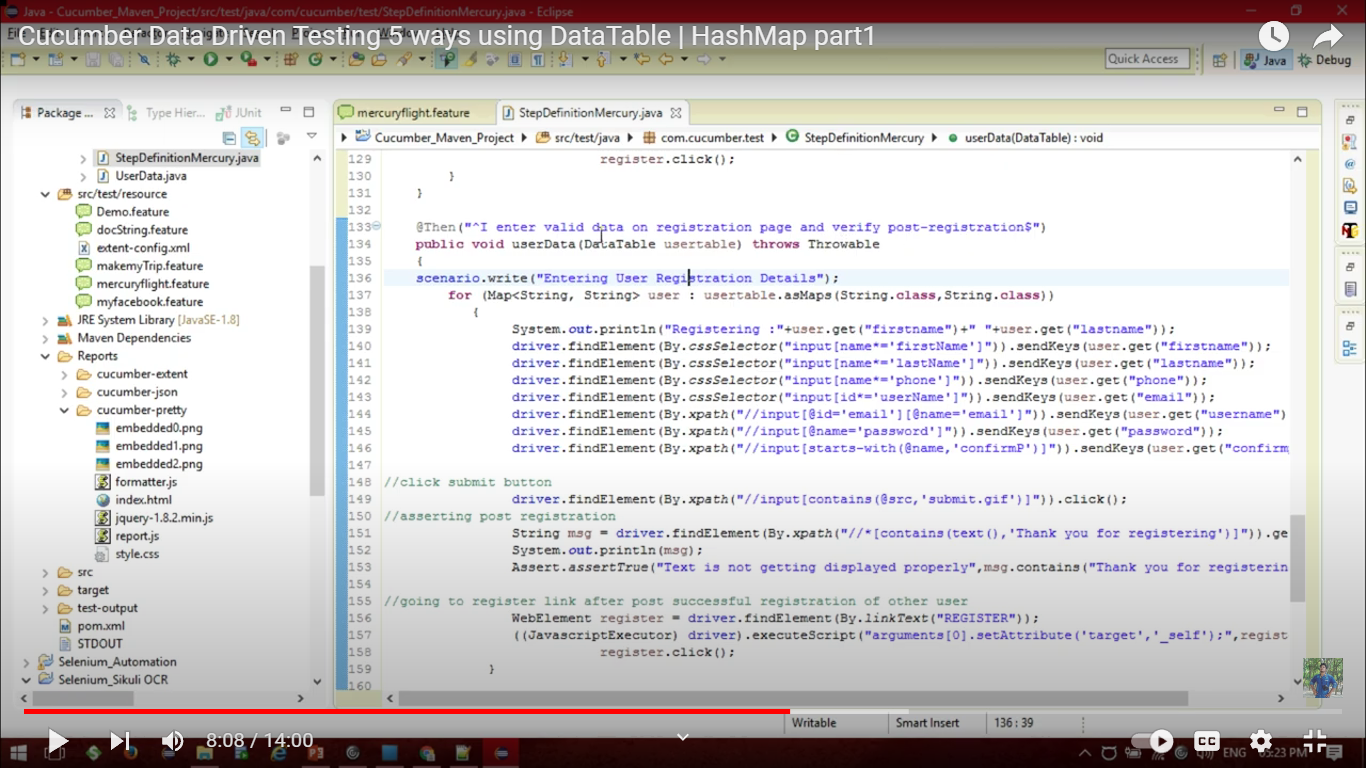 Java - Cucumber_Maven_Project/src/test/java/com/cucumber/test/StepDefinitionMercury.java - Eclipse
Cucumber Data Driven Testing 5 ways using DataTable | HashMap part1
Quick Access
Java
Debug
Package ...
Type Hier...
JUnit
mercuryflight.feature
StepDefinitionMercury.java
Cucumber_Maven_Project
src/test/java
com.cucumber.test
StepDefinitionMercury
userData(DataTable) : void
StepDefinitionMercury.java
UserData.java
src/test/resource
Demo.feature
docString.feature
extent-config.xml
makemyTrip.feature
mercuryflight.feature
myfacebook.feature
JRE System Library [JavaSE-1.8]
Maven Dependencies
Reports
cucumber-extent
cucumber-json
cucumber-pretty
embedded0.png
embedded1.png
embedded2.png
formatter.js
index.html
jquery-1.8.2.min.js
report.js
style.css
src
target
test-output
pom.xml
STDOUT
Selenium_Automation
Selenium_Sikuli OCR
129 register.click();
130 }
131 }
132
133 @Then("^I enter valid data on registration page and verify post-registration$")
134 public void userData(DataTable usertable) throws Throwable
135 {
136 scenario.write("Entering User Registration Details");
137 for (Map<String, String> user : usertable.asMaps(String.class,String.class))
138 {
139 System.out.println("Registering :"+user.get("firstname")+" "+user.get("lastname"));
140 driver.findElement(By.cssSelector("input[name*='firstName']")).sendKeys(user.get("firstname"));
141 driver.findElement(By.cssSelector("input[name*='lastName']")).sendKeys(user.get("lastname"));
142 driver.findElement(By.cssSelector("input[name*='phone']")).sendKeys(user.get("phone"));
143 driver.findElement(By.cssSelector("input[id*='userName']")).sendKeys(user.get("email"));
144 driver.findElement(By.xpath("//input[@id='email'][@name='email']")).sendKeys(user.get("username")
145 driver.findElement(By.xpath("//input[@name='password']")).sendKeys(user.get("password"));
146 driver.findElement(By.xpath("//input[starts-with(@name,'confirmP')]")).sendKeys(user.get("confirm
147
148 //click submit button
149 driver.findElement(By.xpath("//input[contains(@src,'submit.gif')]")).click();
150 //asserting post registration
151 String msg = driver.findElement(By.xpath("//*[contains(text(),'Thank you for registering')]")).ge
152 System.out.println(msg);
153 Assert.assertTrue("Text is not getting displayed properly",msg.contains("Thank you for registerin
154
155 //going to register link after post successful registration of other user
156 WebElement register = driver.findElement(By.linkText("REGISTER"));
157 ((JavascriptExecutor) driver).executeScript("arguments[0].setAttribute('target','_self');",regist
158 register.click();
159 }
160
Writable
Smart Insert
136 : 39
8:08 / 14:00
CC
ENG